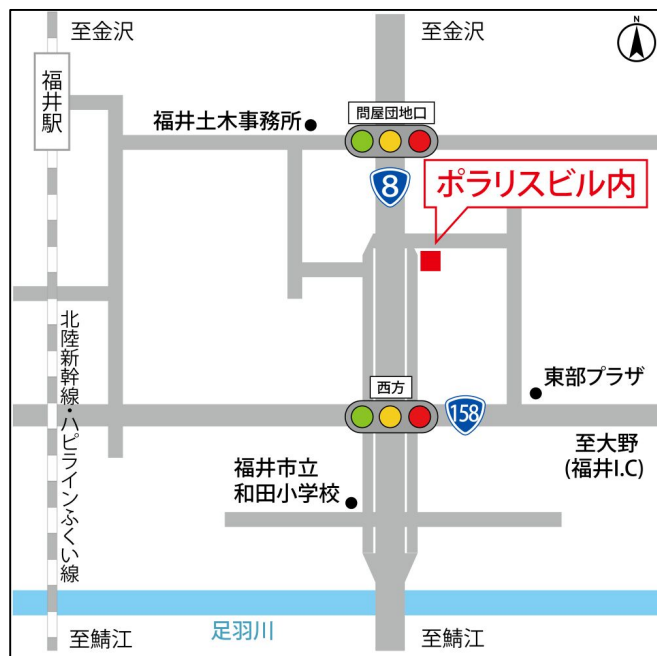 至金沢
至金沢
N
福井駅
問屋団地口
福井土木事務所
8
ポラリスビル内
北陸新幹線・ハピラインふくい線
西方
158
東部プラザ
至大野
(福井I.C)
福井市立
和田小学校
足羽川
至鯖江
至鯖江